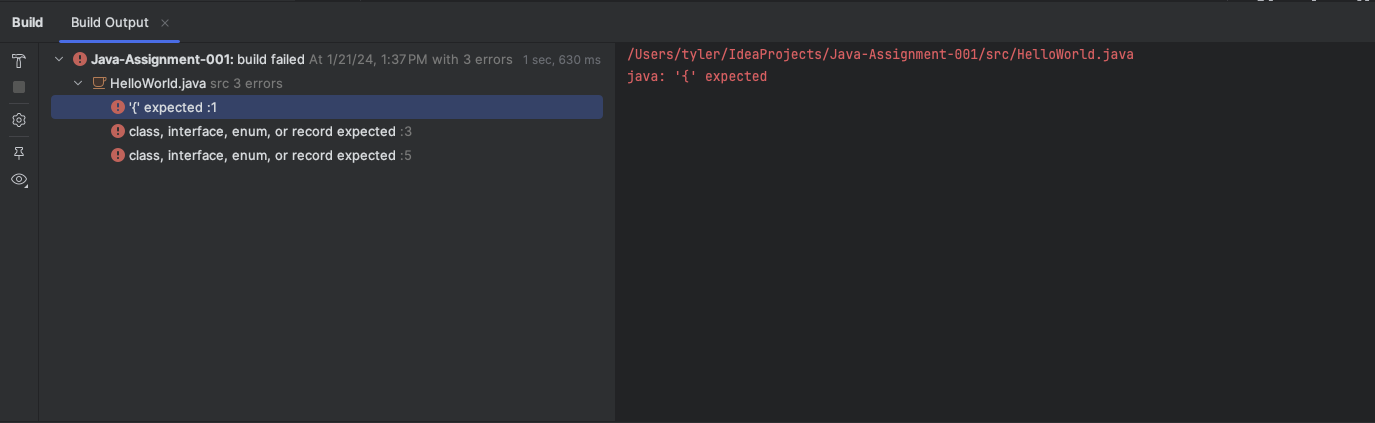 Build Build Output
Java-Assignment-001: build failed At 1/21/24, 1:37 PM with 3 errors 1 sec, 630 ms
HelloWorld.java src 3 errors
'{' expected :1
class, interface, enum, or record expected :3
class, interface, enum, or record expected :5
/Users/tyler/IdeaProjects/Java-Assignment-001/src/HelloWorld.java
java: '{' expected